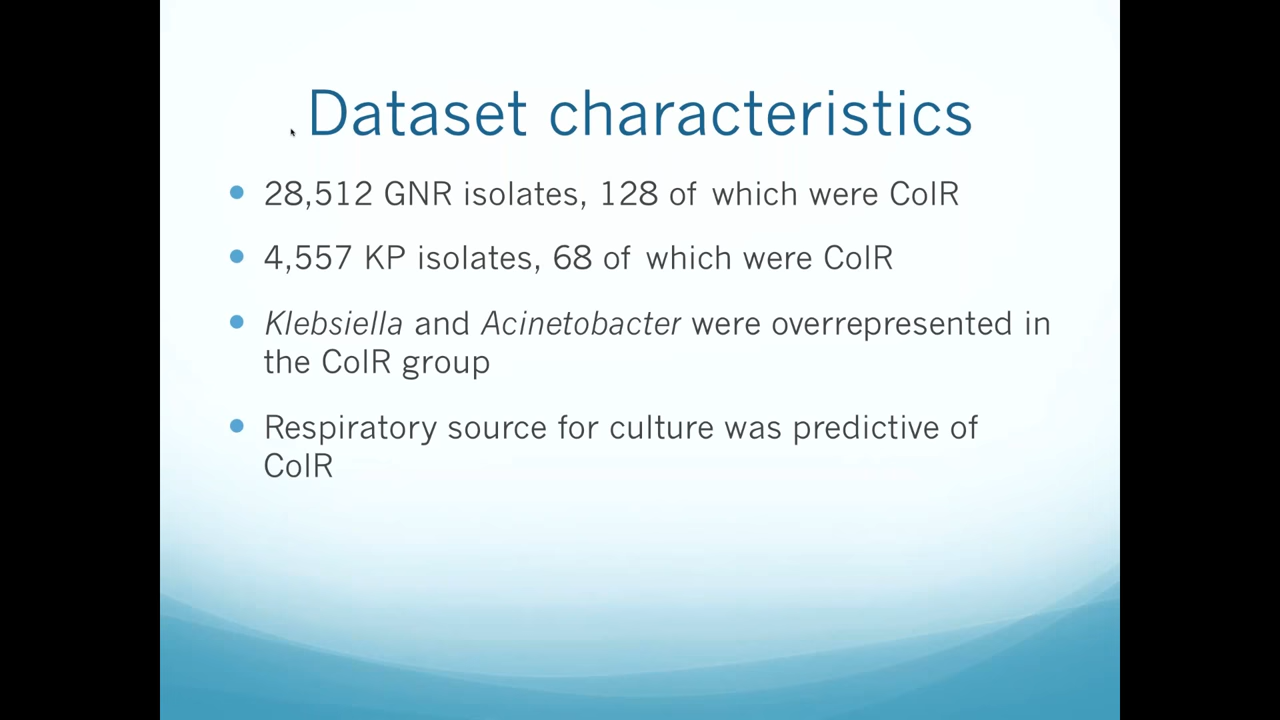 Dataset characteristics
28,512 GNR isolates, 128 of which were ColR
4,557 KP isolates, 68 of which were ColR
Klebsiella and Acinetobacter were overrepresented in
the ColR group
Respiratory source for culture was predictive of
ColR